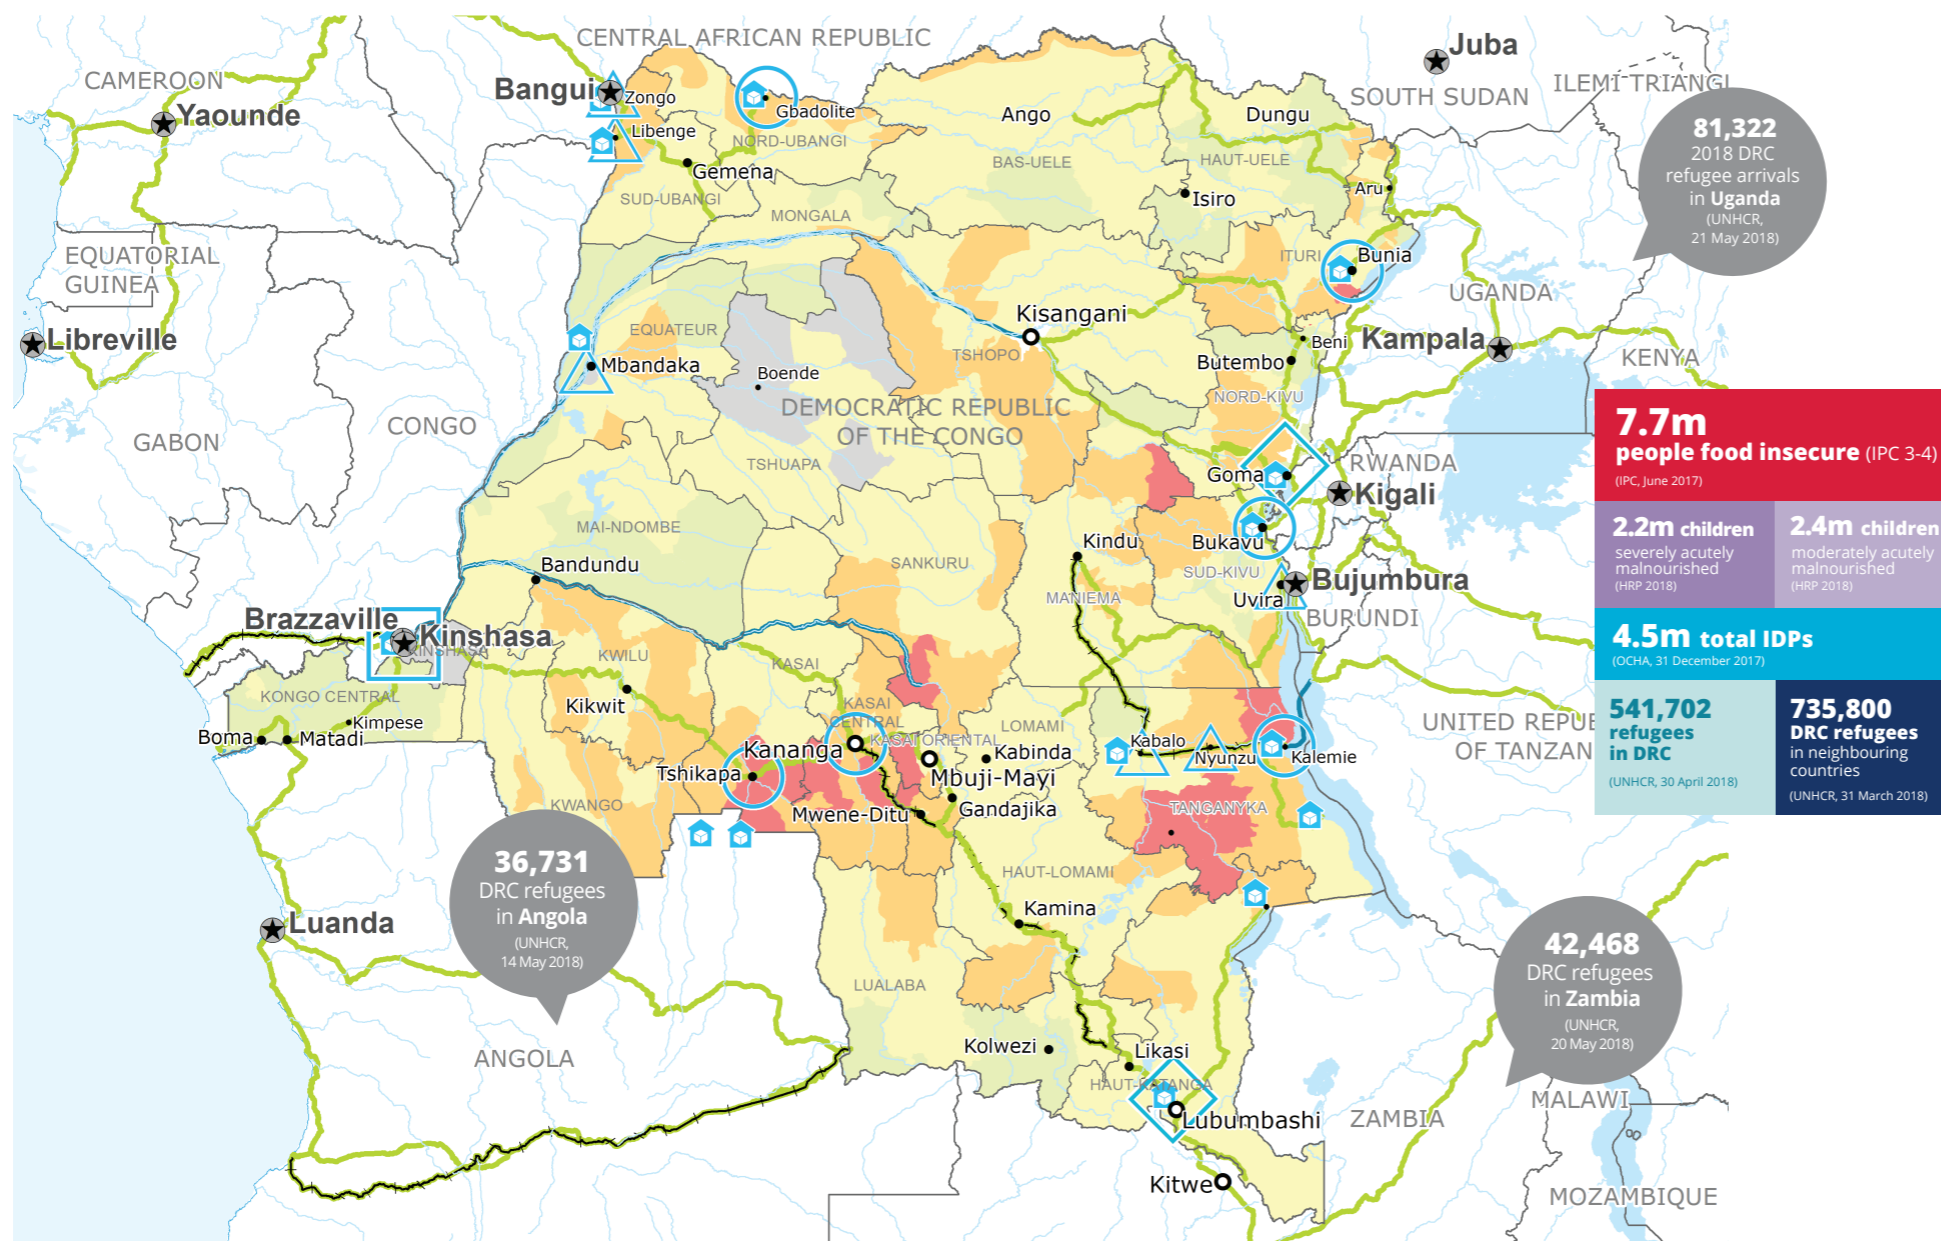 CENTRAL AFRICAN REPUBLIC
Juba
CAMEROON
Bangui
Zongo
Gbadolite
Ango
Dungu
SOUTH SUDAN
ILEMI TRIANGL
Yaounde
Libenge
NORD-UBANGI
81,322
2018 DRC
refugee arrivals
in Uganda
(UNHCR,
21 May 2018)
Gemena
BAS-UELE
HAUT-UELE
Aru
SUD-UBANGI
MONGALA
Isiro
EQUATORIAL
GUINEA
ITURI
Bunia
UGANDA
Libreville
EQUATEUR
Kisangani
TSHOPO
Beni
Kampala
KENYA
Mbandaka
Boende
Butembo
NORD-KIVU
DEMOCRATIC REPUBLIC
OF THE CONGO
GABON
CONGO
TSHUAPA
Goma
RWANDA
Kigali
7.7m
people food insecure (IPC 3-4)
(IPC, June 2017)
2.2m children
severely acutely
malnourished
(HRP 2018)
2.4m children
moderately acutely
malnourished
(HRP 2018)
4.5m total IDPs
(OCHA, 31 December 2017)
541,702
refugees
in DRC
(UNHCR, 30 April 2018)
735,800
DRC refugees
in neighbouring
countries
(UNHCR, 31 March 2018)
MAI-NDOMBE
Bandundu
SANKURU
Kindu
Bukavu
SUD-KIVU
MANIEMA
Uvira
Bujumbura
BURUNDI
Brazzaville
Kinshasa
KINSHASA
KWILU
KASAI
KONGO CENTRAL
Kimpese
Kikwit
KASAI
CENTRAL
KASAI ORIENTAL
LOMAMI
Boma
Matadi
Kananga
Kabinda
Kabalo
Nyunzu
Kalemie
UNITED REPUB
OF TANZAN
Tshikapa
Mbuji-Mayi
KWANGO
Mwene-Ditu
Gandajika
TANGANYKA
36,731
DRC refugees
in Angola
(UNHCR,
14 May 2018)
HAUT-LOMAMI
Kamina
Luanda
42,468
DRC refugees
in Zambia
(UNHCR,
20 May 2018)
LUALABA
ANGOLA
Kolwezi
Likasi
HAUT-KATANGA
Lubumbashi
ZAMBIA
MALAWI
Kitwe
MOZAMBIQUE